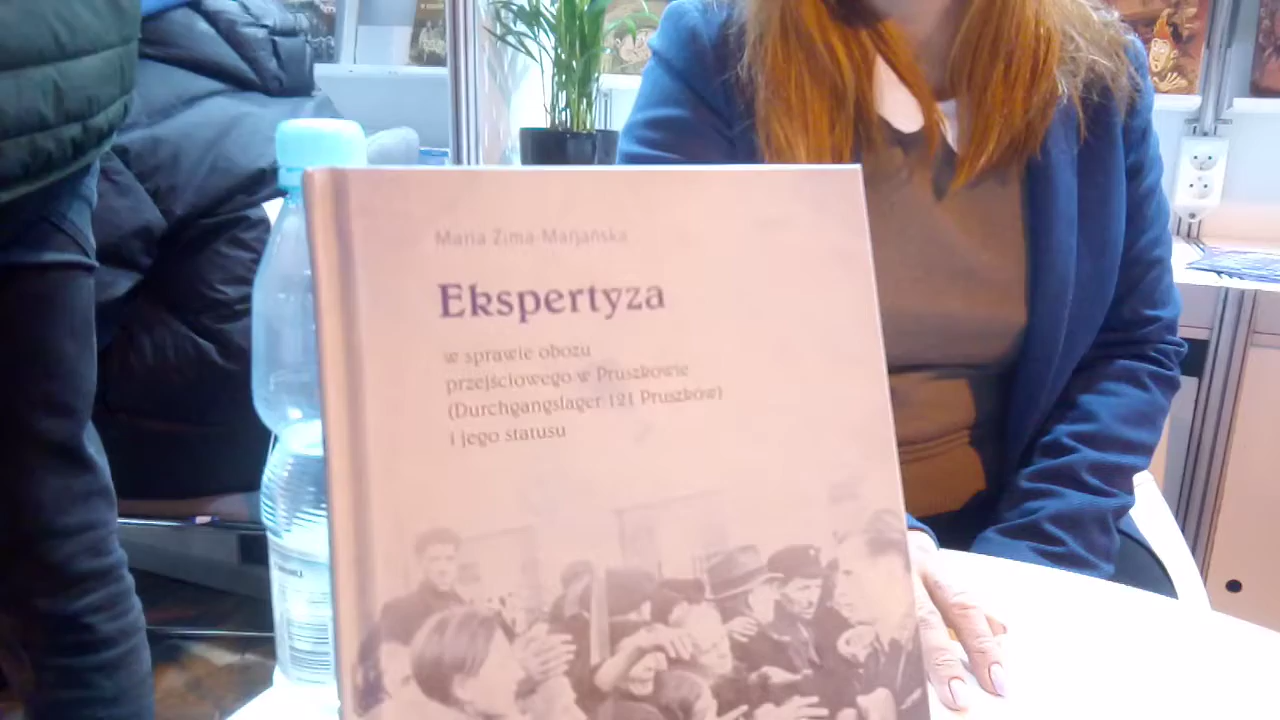 Maria Zima-Marjańska
Ekspertyza
w sprawie obozu
przejściowego w Pruszkowie
(Durchgangslager 121 Pruszków)
i jego statusu